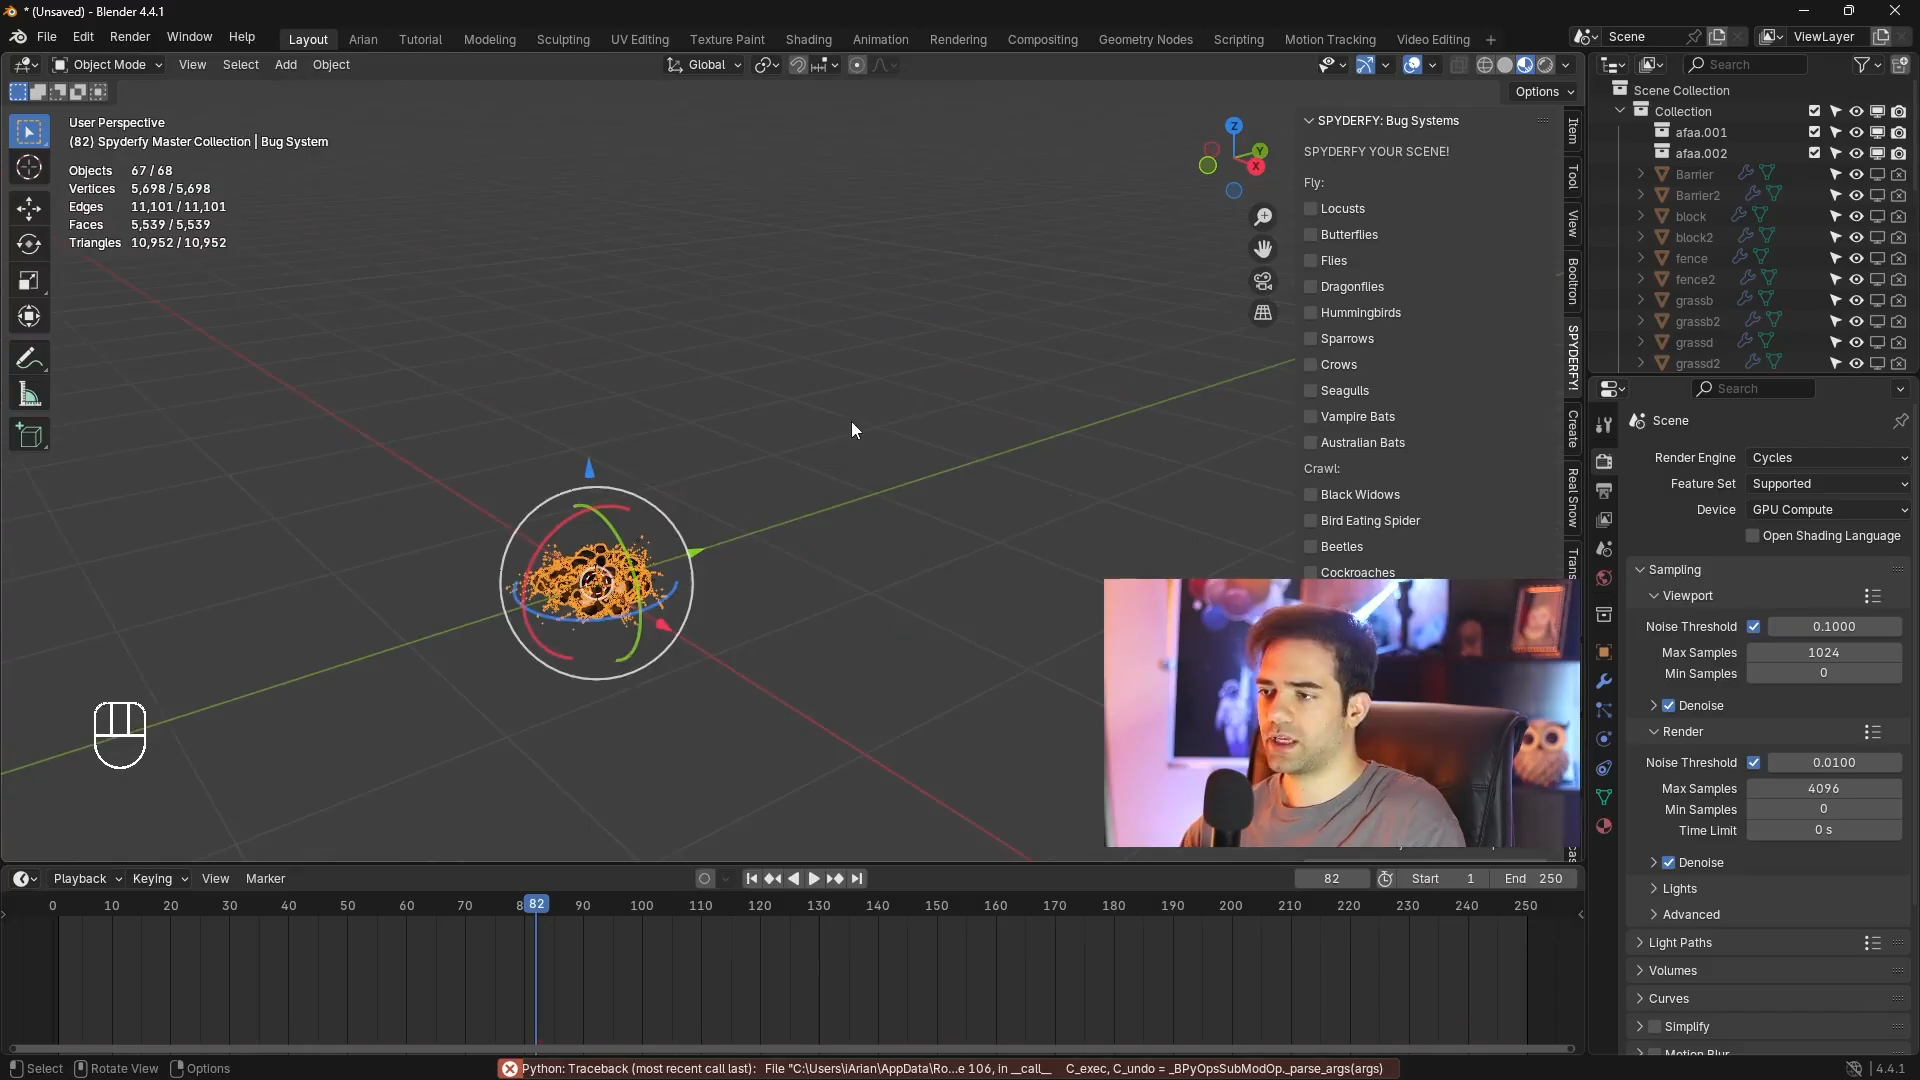 * (Unsaved) - Blender 4.4.1
File Edit Render Window Help
Layout Arian Tutorial Modeling Sculpting UV Editing Texture Paint Shading Animation Rendering Compositing Geometry Nodes Scripting Motion Tracking Video Editing +
Scene
ViewLayer
Object Mode View Select Add Object
Global
Options
User Perspective
(82) Spyderfy Master Collection | Bug System
Objects 67 / 68
Vertices 5,698 / 5,698
Edges 11,101 / 11,101
Faces 5,539 / 5,539
Triangles 10,952 / 10,952
Z
Y
X
SPYDERFY: Bug Systems
SPYDERFY YOUR SCENE!
Fly:
Locusts
Butterflies
Flies
Dragonflies
Hummingbirds
Sparrows
Crows
Seagulls
Vampire Bats
Australian Bats
Crawl:
Black Widows
Bird Eating Spider
Beetles
Cockroaches
Item
Tool
View
Booltron
SPYDERFY!
Create
Real Snow
Trans
Search
Scene Collection
Collection
afaa.001
afaa.002
Barrier
Barrier2
block
block2
fence
fence2
grassb
grassb2
grassd
grassd2
Search
Scene
Render Engine Cycles
Feature Set Supported
Device GPU Compute
Open Shading Language
Sampling
Viewport
Noise Threshold 0.1000
Max Samples 1024
Min Samples 0
Denoise
Render
Noise Threshold 0.0100
Max Samples 4096
Min Samples 0
Time Limit 0 s
Denoise
Lights
Advanced
Light Paths
Volumes
Curves
Simplify
Motion Blur
Playback Keying View Marker
82 Start 1 End 250
0 10 20 30 40 50 60 70 8 82 90 100 110 120 130 140 150 160 170 180 190 200 210 220 230 240 250
Select Rotate View Options
Python: Traceback (most recent call last): File "C:\Users\iArian\AppData\Ro...e 106, in __call__ C_exec, C_undo = _BPyOpsSubModOp._parse_args(args)
4.4.1